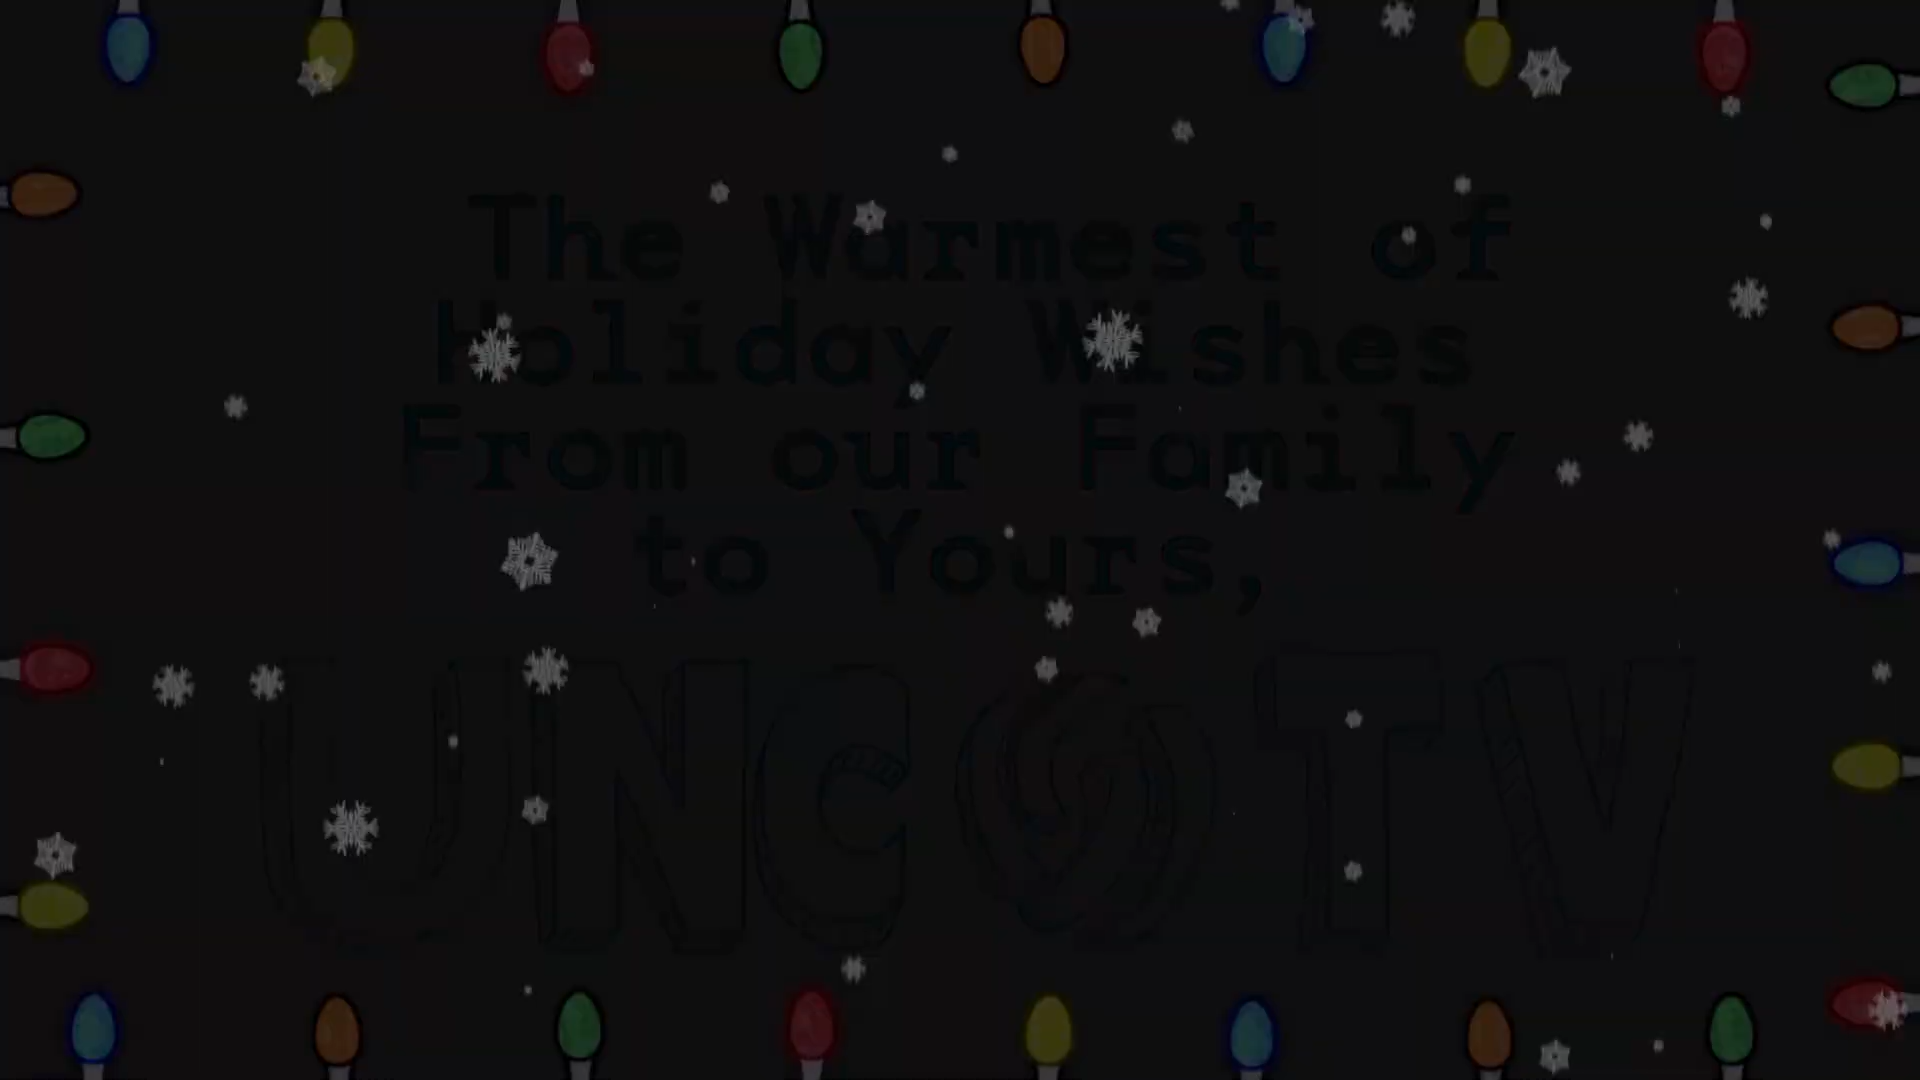 The Warmest of
Holiday Wishes
From our Family
to Yours,
UNCOTV